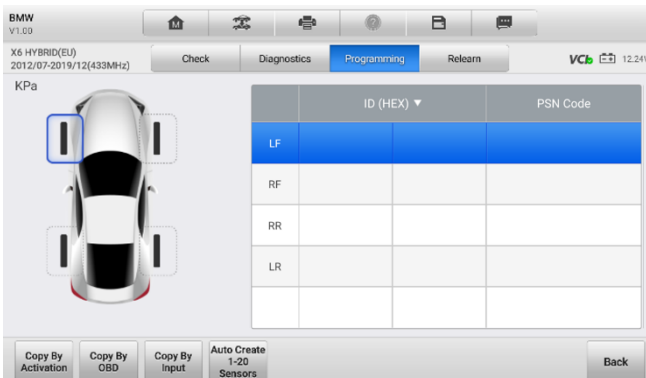 BMW
V1.00
M
?
X6 HYBRID(EU)
2012/07-2019/12(433MHz)
Check
Diagnostics
Programming
Relearn
VCI
12.24V
KPa
ID (HEX) ▼
PSN Code
LF
RF
RR
LR
Copy By
Activation
Copy By
OBD
Copy By
Input
Auto Create
1-20
Sensors
Back